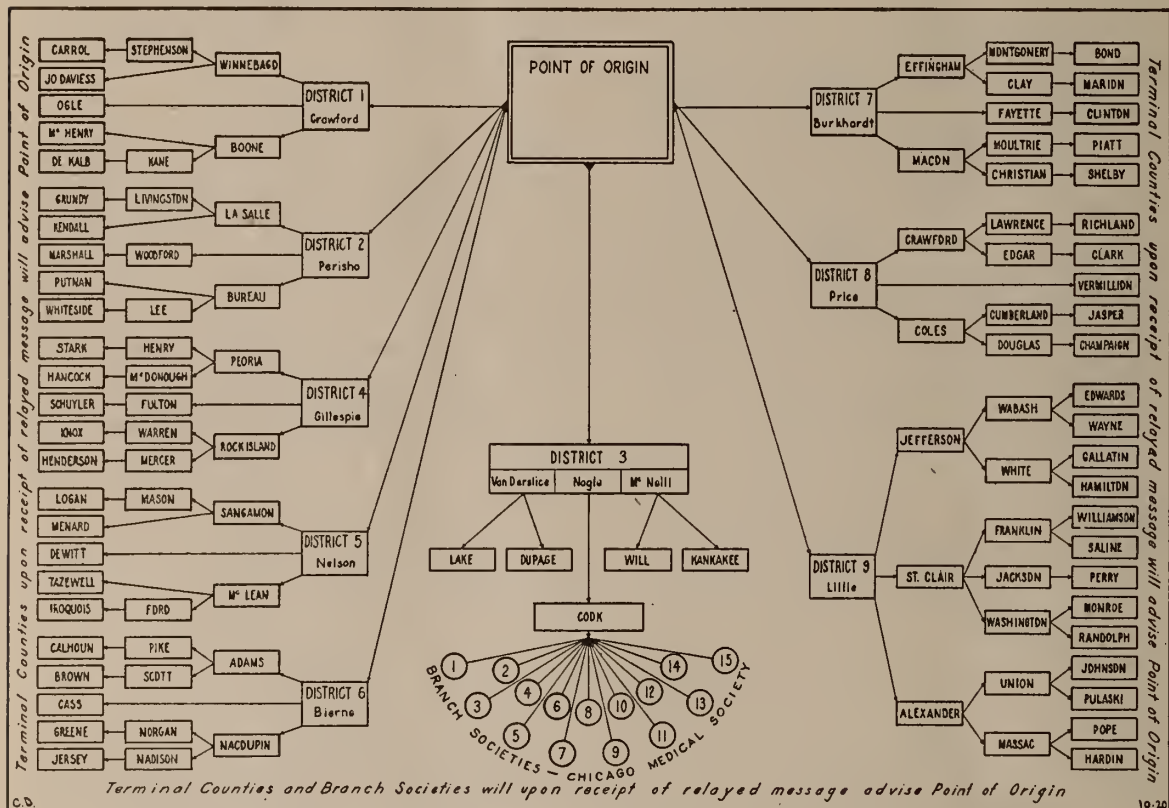 Terminal Counties upon receipt of relayed message will advise Point of Origin
POINT OF ORIGIN
CARROL
STEPHENSON
WINNEBAGO
JO DAVIESS
OGLE
DISTRICT 1
Crawford
Mc HENRY
BOONE
DE KALB
KANE
GRUNDY
LIVINGSTON
LA SALLE
KENDALL
MARSHALL
WOODFORD
DISTRICT 2
Perisho
PUTNAN
BUREAU
WHITESIDE
LEE
STARK
HENRY
PEORIA
HANCOCK
McDONOUGH
SCHUYLER
FULTON
DISTRICT 4
Gillespie
KNOX
WARREN
ROCK ISLAND
HENDERSON
MERCER
LOGAN
MASON
SANGAMON
MENARD
DEWITT
DISTRICT 5
Nelson
TAZEWELL
Mc LEAN
IROQUOIS
FORD
CALHOUN
PIKE
ADAMS
BROWN
SCOTT
CASS
DISTRICT 6
Bierne
GREENE
MORGAN
NACDUPIN
JERSEY
NADISON
DISTRICT 3
Van Derslice
Nogle
Mc Neill
LAKE
DUPAGE
WILL
KANKAKEE
COOK
1
2
3
4
5
6
7
8
9
10
11
12
13
14
15
BRANCH SOCIETIES — CHICAGO MEDICAL SOCIETY
DISTRICT 7
Burkhardt
EFFINGHAM
MONTGOMERY
BOND
CLAY
MARION
FAYETTE
CLINTON
MACON
MOULTRIE
PIATT
CHRISTIAN
SHELBY
DISTRICT 8
Price
CRAWFORD
LAWRENCE
RICHLAND
EDGAR
CLARK
VERMILLION
COLES
CUMBERLAND
JASPER
DOUGLAS
CHAMPAIGN
DISTRICT 9
Little
JEFFERSON
WABASH
EDWARDS
WAYNE
WHITE
GALLATIN
HAMILTON
ST. CLAIR
FRANKLIN
WILLIAMSON
SALINE
JACKSON
PERRY
WASHINGTON
MONROE
RANDOLPH
ALEXANDER
UNION
JOHNSON
PULASKI
MASSAC
POPE
HARDIN
Terminal Counties upon receipt of relayed message will advise Point of Origin
Terminal Counties and Branch Societies will upon receipt of relayed message advise Point of Origin
C.D.